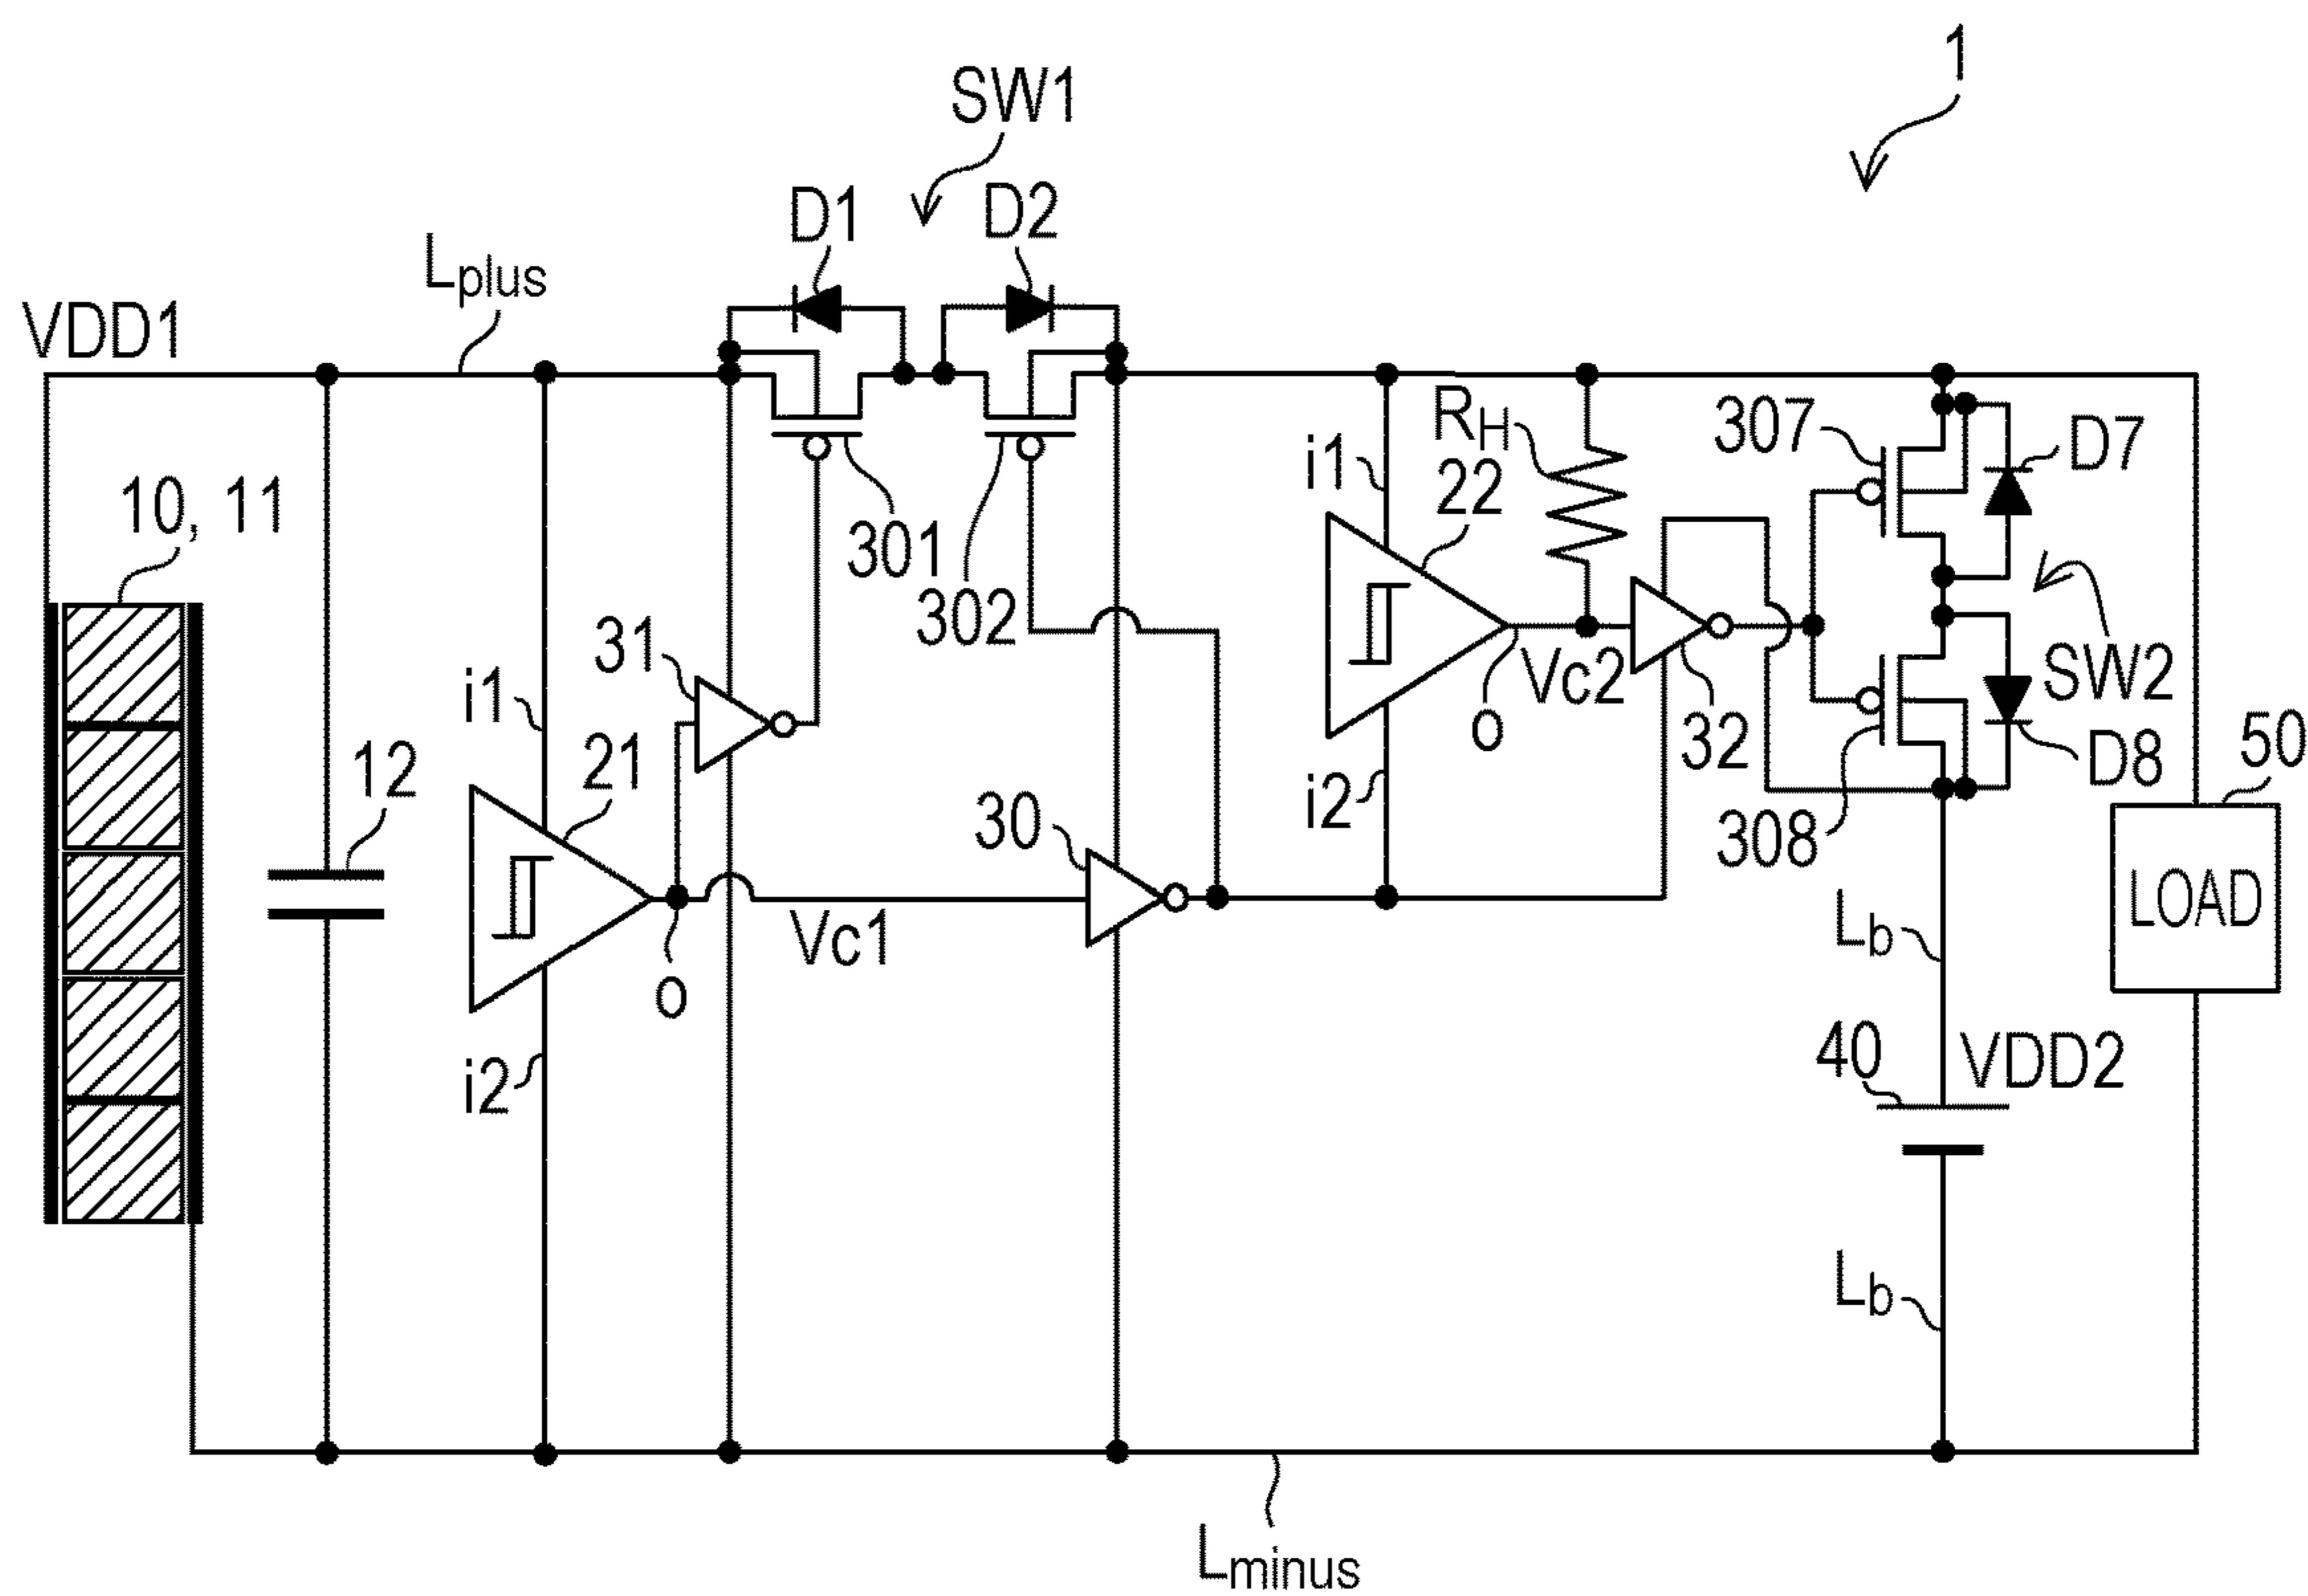 1
SW1
D1
D2
Lplus
VDD1
RH
307
D7
i1
22
10, 11
301
302
31
Vc2
SW2
i1
21
o
32
50
12
i2
D8
30
308
LOAD
Vc1
Lb
o
40
VDD2
i2
Lb
Lminus